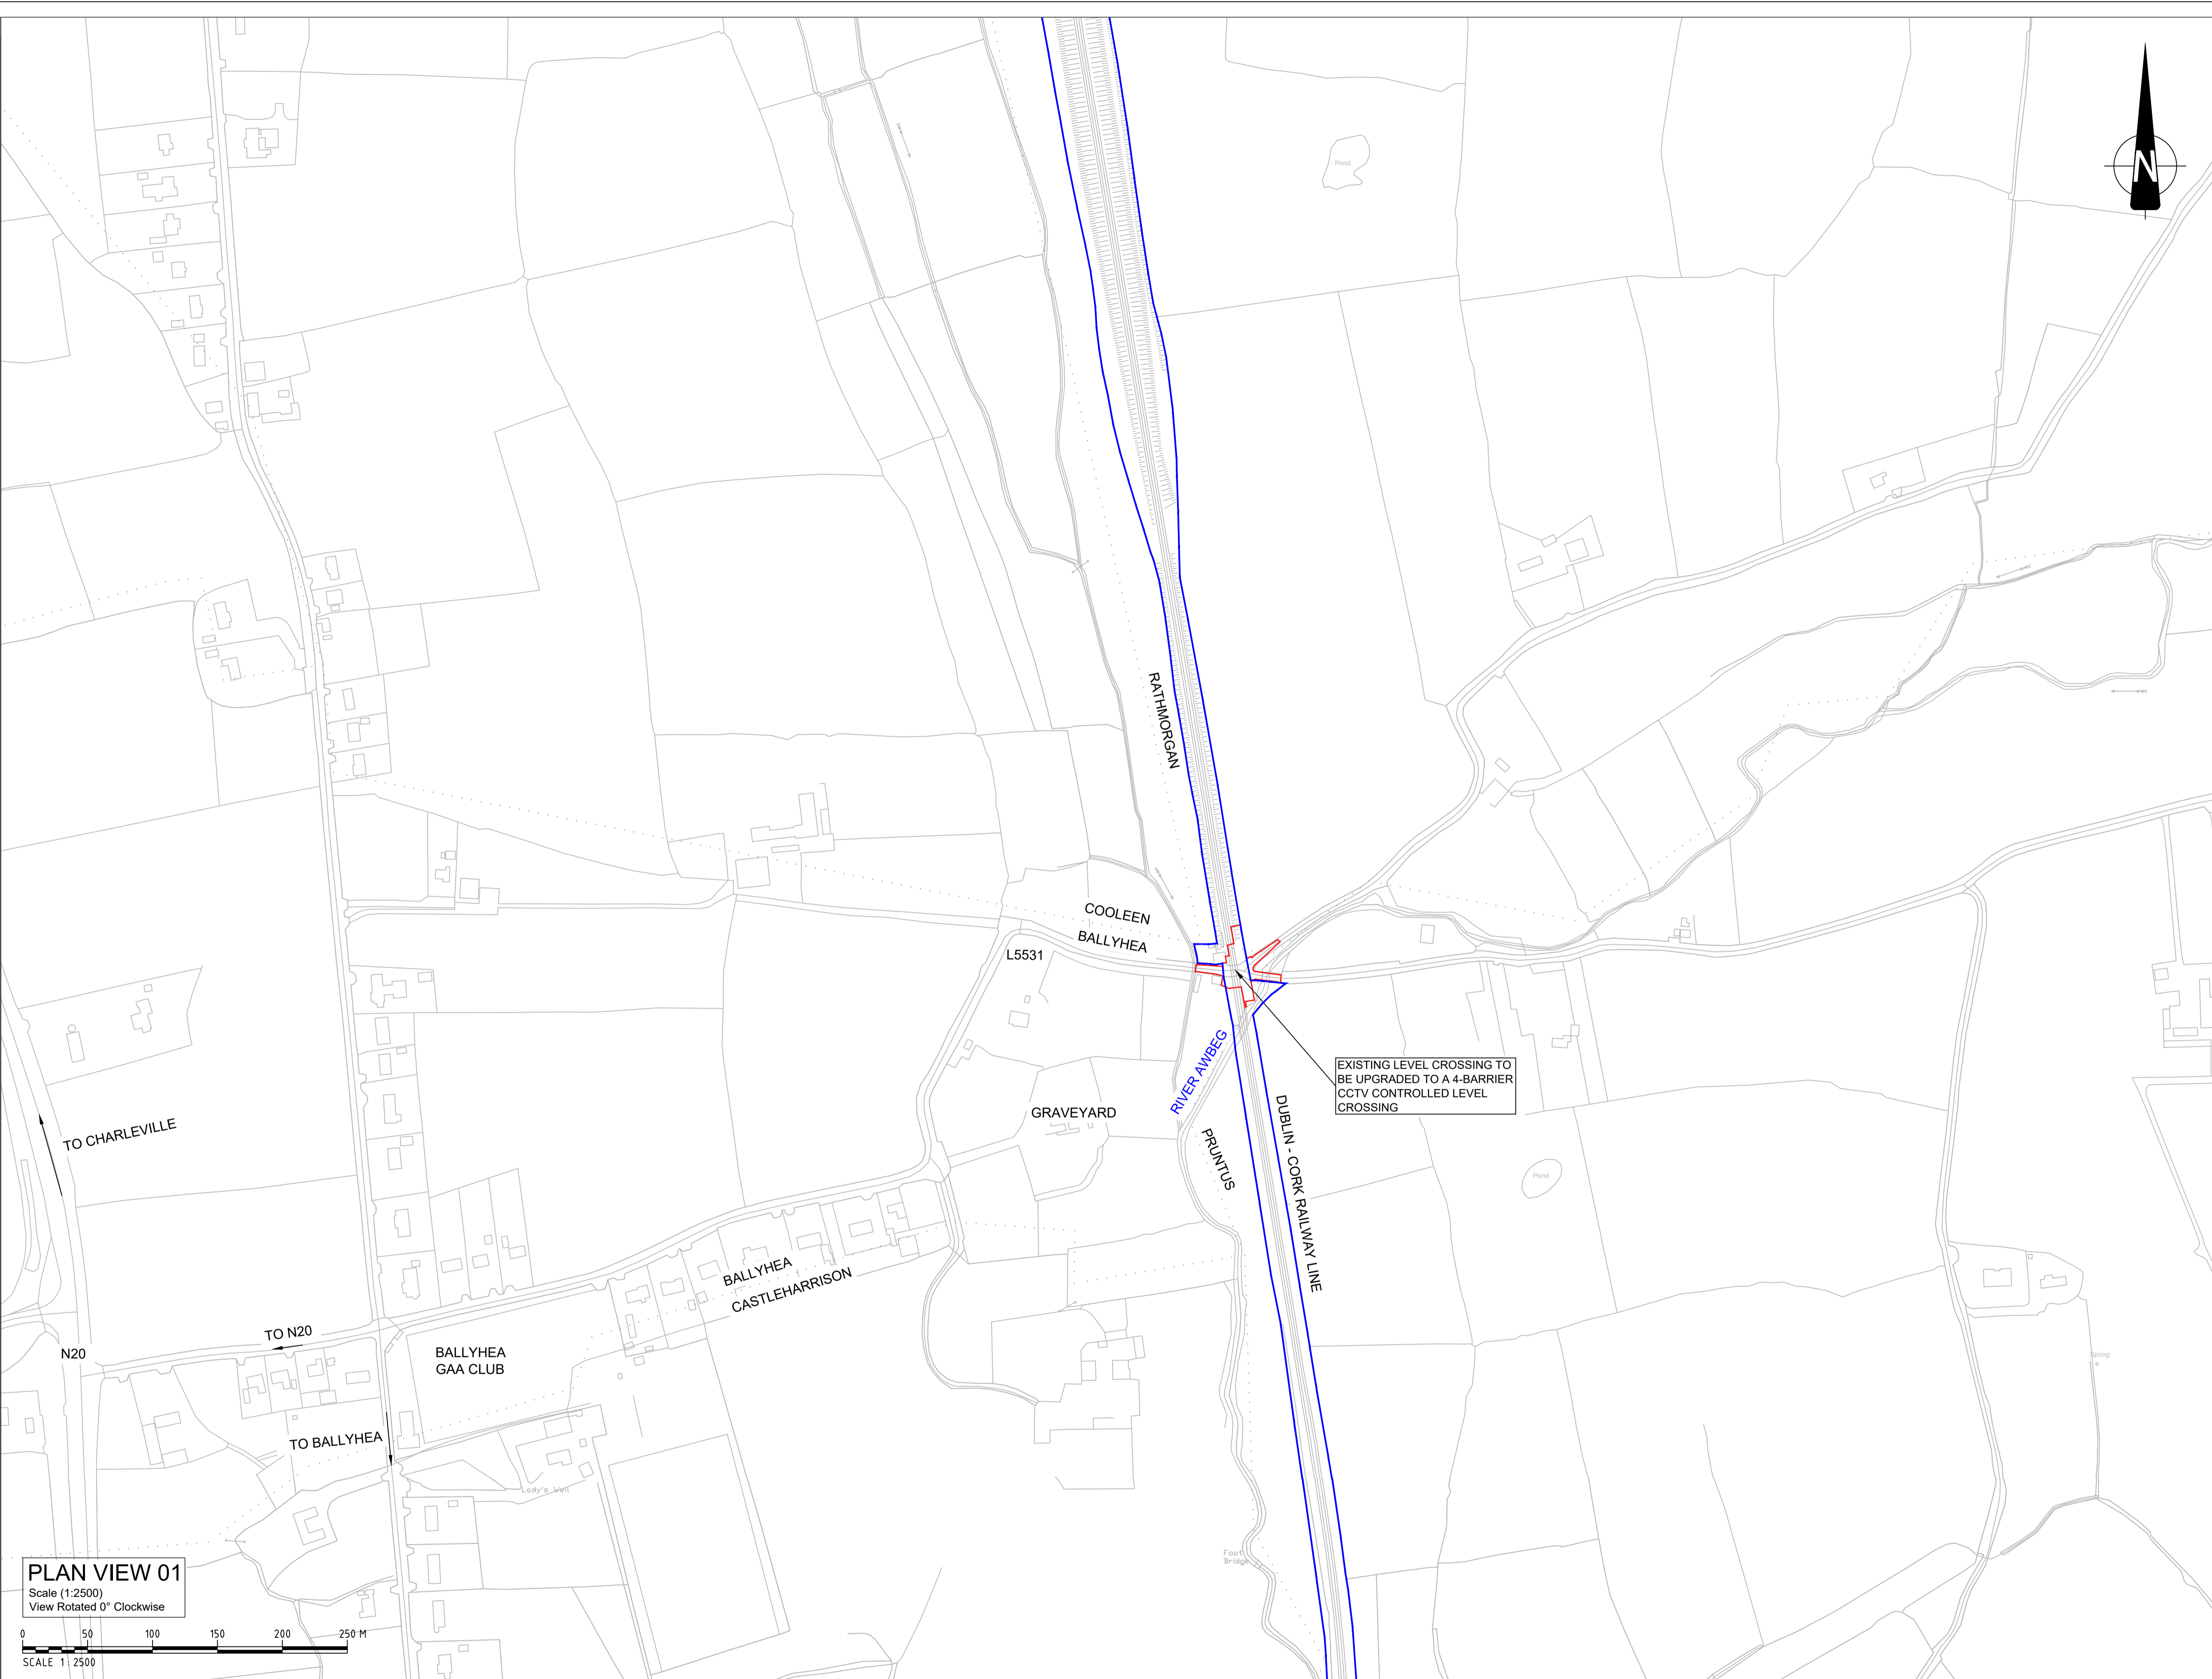 N
Pond
RATHMORGAN
COOLEEN
BALLYHEA
L5531
RIVER AWBEG
EXISTING LEVEL CROSSING TO
BE UPGRADED TO A 4-BARRIER
CCTV CONTROLLED LEVEL
CROSSING
GRAVEYARD
TO CHARLEVILLE
PRUNTUS
DUBLIN - CORK RAILWAY LINE
Pond
BALLYHEA
CASTLEHARRISON
TO N20
N20
BALLYHEA
GAA CLUB
Spring
TO BALLYHEA
Lady's Well
Foot
Bridge
PLAN VIEW 01
Scale (1:2500)
View Rotated 0° Clockwise
0 50 100 150 200 250 M
SCALE 1:2500